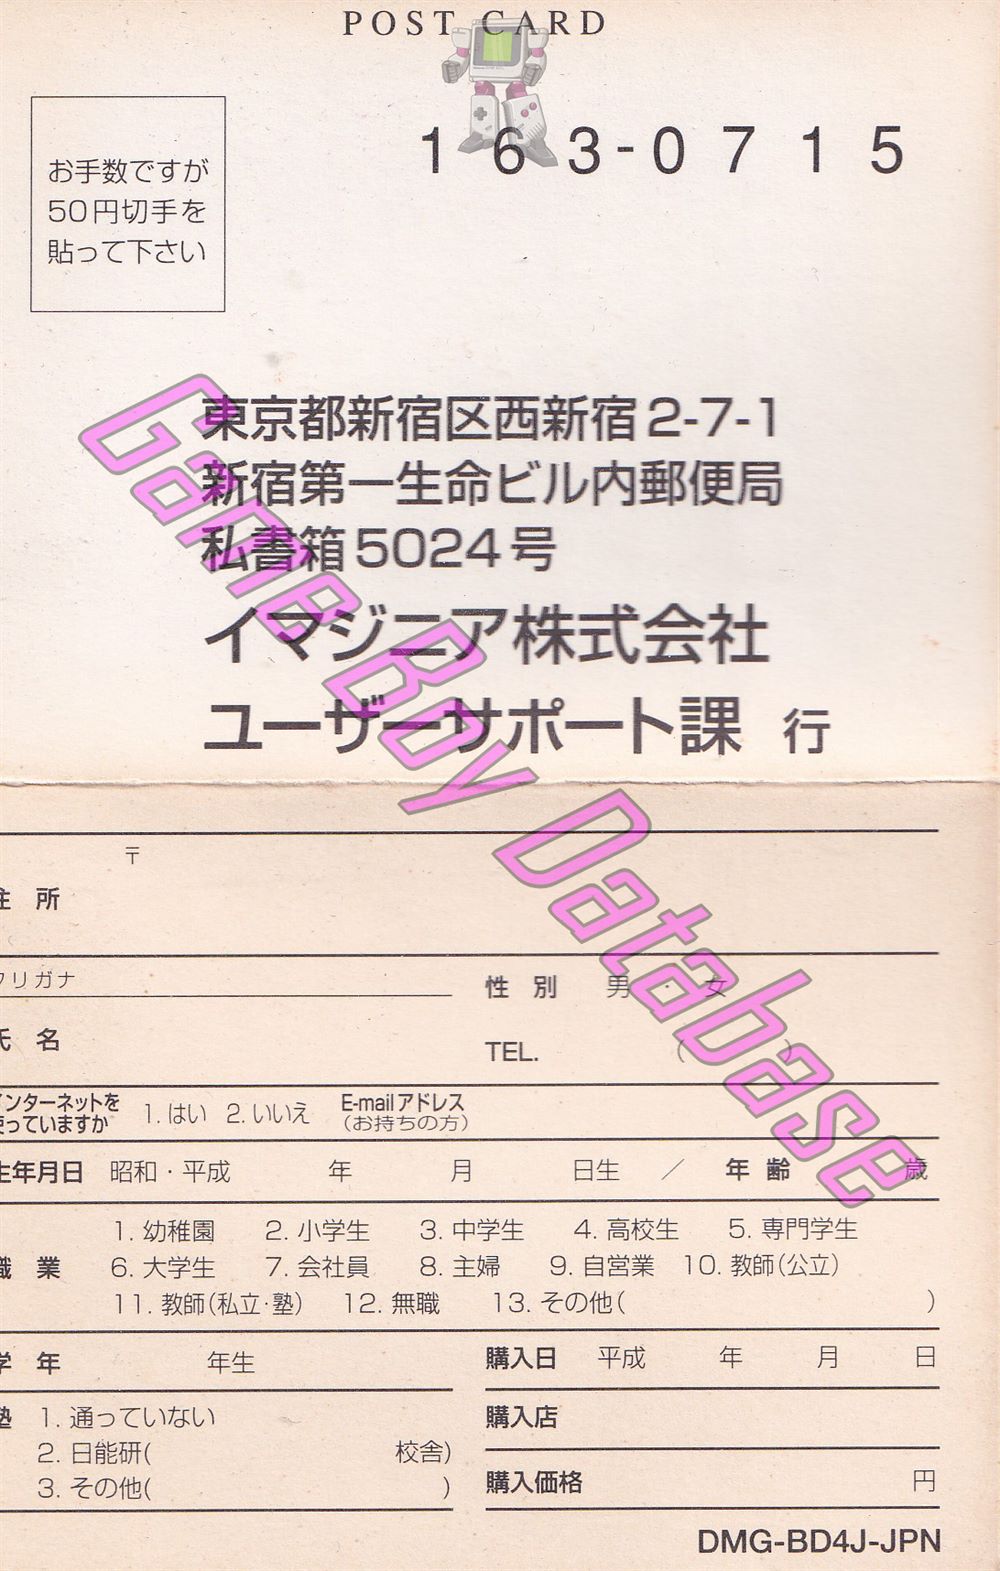 POST CARD
163-0715
お手数ですが
50円切手を
貼って下さい
東京都新宿区西新宿2-7-1
新宿第一生命ビル内郵便局
私書箱5024号
イマジニア株式会社
ユーザーサポート課 行
Game Boy Database
〒
住 所
フリガナ
性 別 男 ・ 女
氏 名
TEL. ( )
インターネットを
使っていますか 1. はい 2. いいえ E-mailアドレス
(お持ちの方)
生年月日 昭和・平成 年 月 日生 ／ 年 齢 歳
1. 幼稚園 2. 小学生 3. 中学生 4. 高校生 5. 専門学生
職 業 6. 大学生 7. 会社員 8. 主婦 9. 自営業 10. 教師(公立)
11. 教師(私立・塾) 12. 無職 13. その他( )
学 年 年生
購入日 平成 年 月 日
塾 1. 通っていない
2. 日能研( 校舎)
3. その他( )
購入店
購入価格 円
DMG-BD4J-JPN